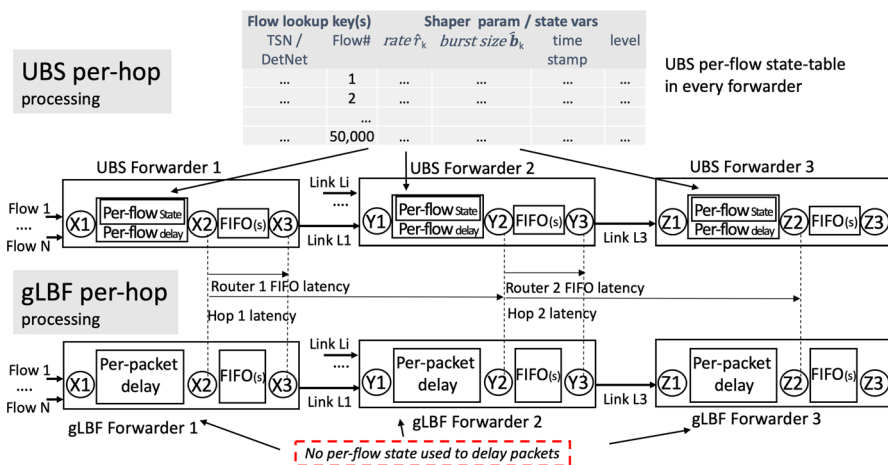 Flow lookup key(s) Shaper param / state vars
TSN / DetNet Flow# rate r̂k burst size b̂k time stamp level
... 1 ... ... ... ...
... 2 ... ... ... ...
...
... 50,000 ... ... ... ...
UBS per-hop
processing
UBS per-flow state-table
in every forwarder
UBS Forwarder 1
UBS Forwarder 2
UBS Forwarder 3
Flow 1
....
Flow N
X1 Per-flow State Per-flow delay X2 FIFO(s) X3
Link Li
....
Link L1
Y1 Per-flow State Per-flow delay Y2 FIFO(s) Y3
Link L3
Z1 Per-flow State Per-flow delay Z2 FIFO(s) Z3
gLBF per-hop
processing
Router 1 FIFO latency
Hop 1 latency
Router 2 FIFO latency
Hop 2 latency
Flow 1
....
Flow N
X1 Per-packet delay X2 FIFO(s) X3
Link Li
....
Link L1
Y1 Per-packet delay Y2 FIFO(s) Y3
Link L3
Z1 Per-packet delay Z2 FIFO(s) Z3
gLBF Forwarder 1
gLBF Forwarder 2
gLBF Forwarder 3
No per-flow state used to delay packets